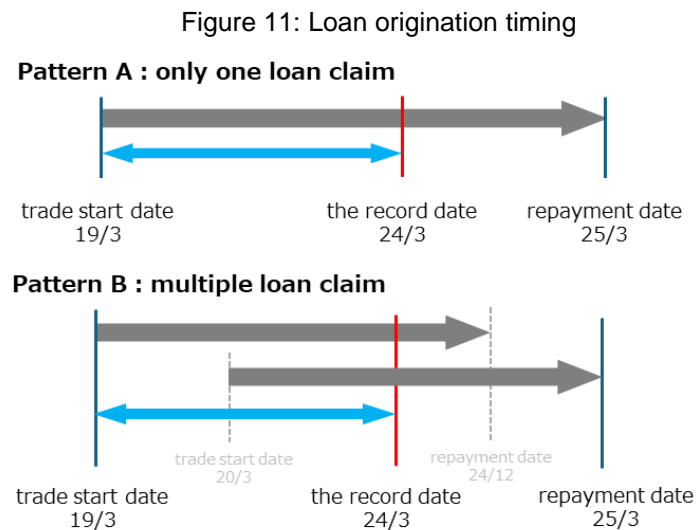 Figure 11: Loan origination timing
Pattern A : only one loan claim
trade start date
19/3
the record date
24/3
repayment date
25/3
Pattern B : multiple loan claim
trade start date
20/3
repayment date
24/12
trade start date
19/3
the record date
24/3
repayment date
25/3